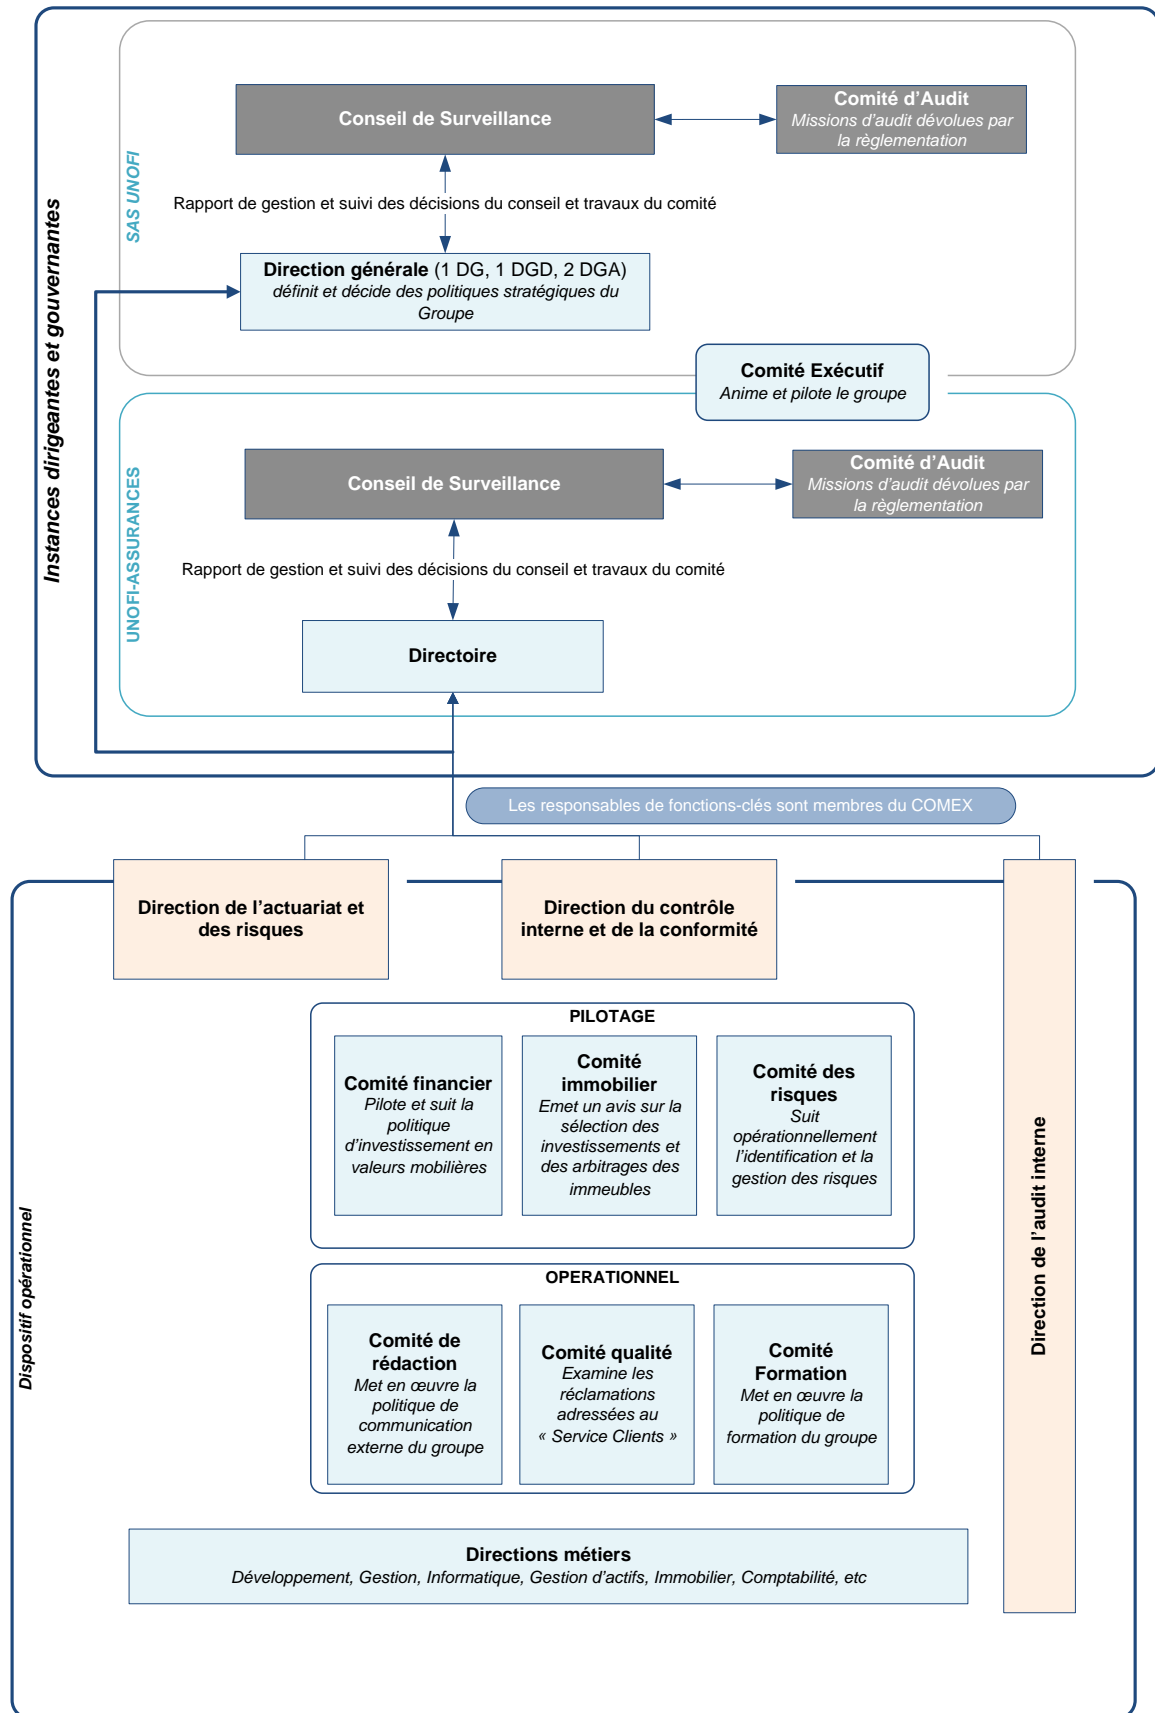 Instances dirigeantes et gouvernantes
SAS UNOFI
Conseil de Surveillance
Comité d'Audit
Missions d'audit dévolues par
la règlementation
Rapport de gestion et suivi des décisions du conseil et travaux du comité
Direction générale (1 DG, 1 DGD, 2 DGA)
définit et décide des politiques stratégiques du
Groupe
Comité Exécutif
Anime et pilote le groupe
UNOFI-ASSURANCES
Conseil de Surveillance
Comité d'Audit
Missions d'audit dévolues par
la règlementation
Rapport de gestion et suivi des décisions du conseil et travaux du comité
Directoire
Les responsables de fonctions-clés sont membres du COMEX
Dispositif opérationnel
Direction de l'actuariat et
des risques
Direction du contrôle
interne et de la conformité
Direction de l'audit interne
PILOTAGE
Comité financier
Pilote et suit la
politique
d'investissement en
valeurs mobilières
Comité
immobilier
Emet un avis sur la
sélection des
investissements et
des arbitrages des
immeubles
Comité des
risques
Suit
opérationnellement
l'identification et la
gestion des risques
OPERATIONNEL
Comité de
rédaction
Met en œuvre la
politique de
communication
externe du groupe
Comité qualité
Examine les
réclamations
adressées au
« Service Clients »
Comité
Formation
Met en œuvre la
politique de
formation du groupe
Directions métiers
Développement, Gestion, Informatique, Gestion d'actifs, Immobilier, Comptabilité, etc